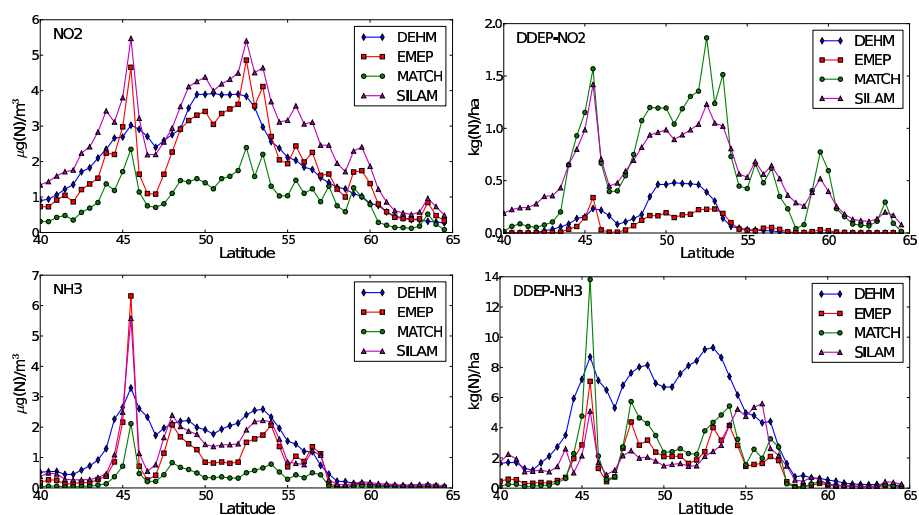 NO2
DEHM
EMEP
MATCH
SILAM
μg(N)/m³
6
5
4
3
2
1
0
40 45 50 55 60 65
Latitude
DDEP-NO2
DEHM
EMEP
MATCH
SILAM
kg(N)/ha
2.0
1.5
1.0
0.5
0.0
40 45 50 55 60 65
Latitude
NH3
DEHM
EMEP
MATCH
SILAM
μg(N)/m³
7
6
5
4
3
2
1
0
40 45 50 55 60 65
Latitude
DDEP-NH3
DEHM
EMEP
MATCH
SILAM
kg(N)/ha
14
12
10
8
6
4
2
0
40 45 50 55 60 65
Latitude